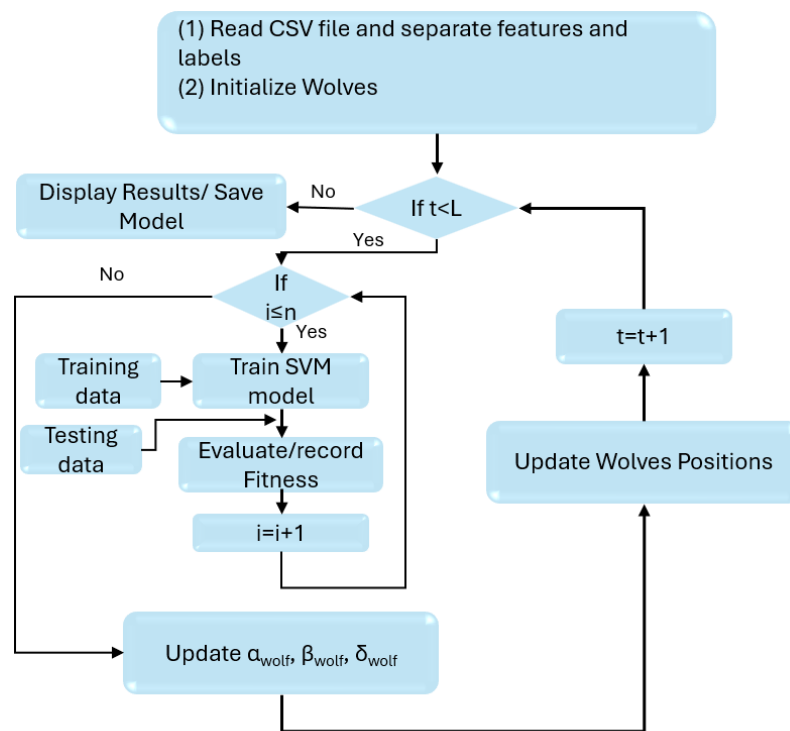 (1) Read CSV file and separate features and
labels
(2) Initialize Wolves
Display Results/ Save
Model
No
If t<L
Yes
No
If
i≤n
Yes
t=t+1
Training
data
Train SVM
model
Testing
data
Evaluate/record
Fitness
Update Wolves Positions
i=i+1
Update αwolf, βwolf, δwolf